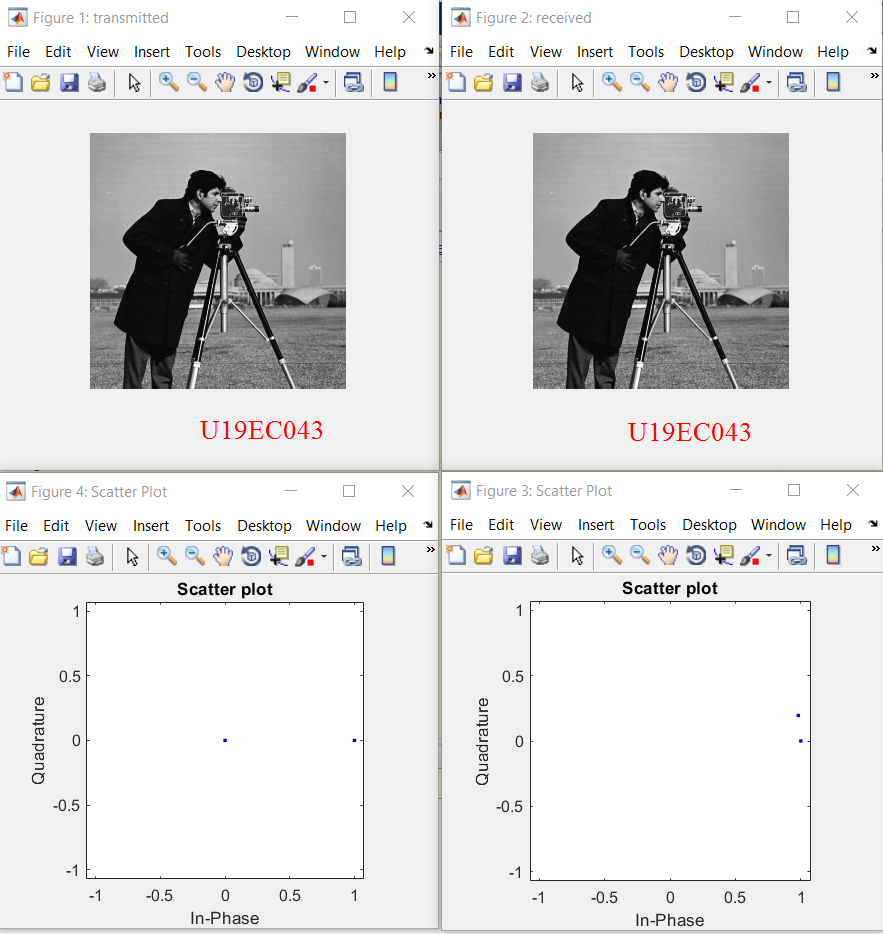 Figure 1: transmitted
File Edit View Insert Tools Desktop Window Help
U19EC043
Figure 2: received
File Edit View Insert Tools Desktop Window Help
U19EC043
Figure 4: Scatter Plot
File Edit View Insert Tools Desktop Window Help
Scatter plot
1
0.5
0
-0.5
-1
Quadrature
-1 -0.5 0 0.5 1
In-Phase
Figure 3: Scatter Plot
File Edit View Insert Tools Desktop Window Help
Scatter plot
1
0.5
0
-0.5
-1
Quadrature
-1 -0.5 0 0.5 1
In-Phase